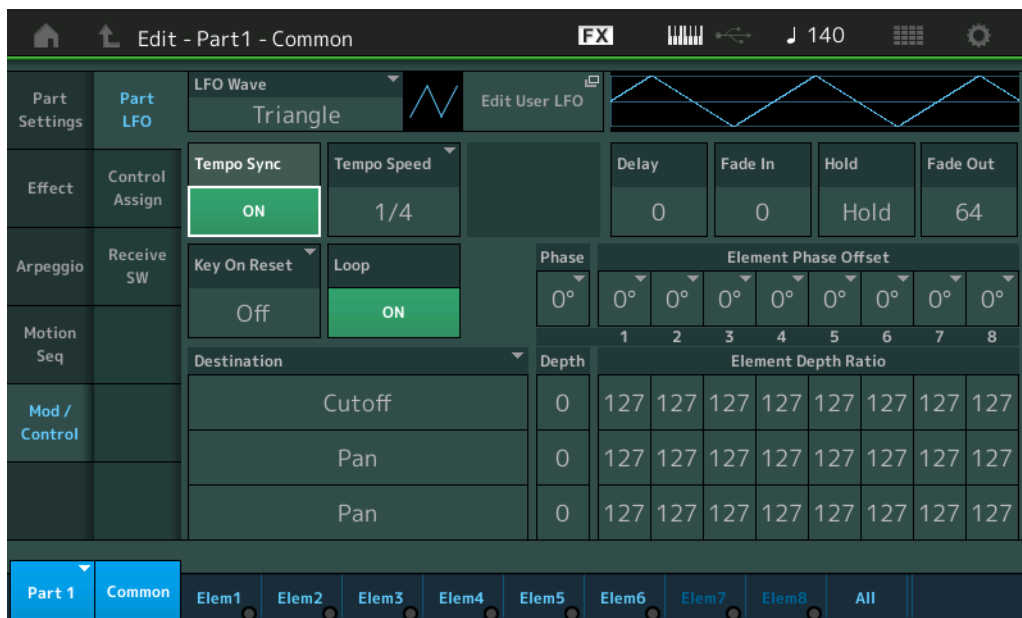 Edit - Part1 - Common FX 140
Part Settings
Effect
Arpeggio
Motion Seq
Mod / Control
Part LFO
Control Assign
Receive SW
LFO Wave
Triangle
Edit User LFO
Tempo Sync
ON
Tempo Speed
1/4
Delay
0
Fade In
0
Hold
Hold
Fade Out
64
Key On Reset
Off
Loop
ON
Phase
0°
Element Phase Offset
0° 0° 0° 0° 0° 0° 0° 0°
1 2 3 4 5 6 7 8
Destination Depth Element Depth Ratio
Cutoff 0 127 127 127 127 127 127 127 127
Pan 0 127 127 127 127 127 127 127 127
Pan 0 127 127 127 127 127 127 127 127
Part 1 Common Elem1 Elem2 Elem3 Elem4 Elem5 Elem6 Elem7 Elem8 All